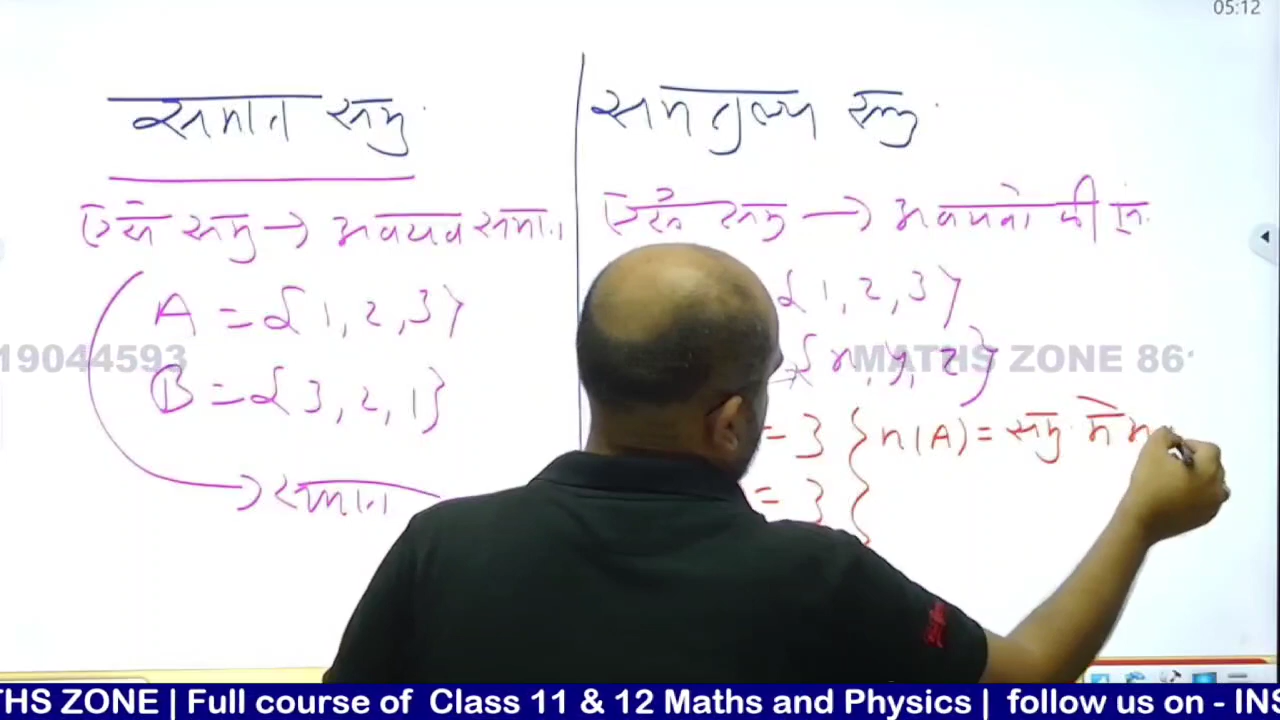 05:12
समान समु.
ऐसे समु → अवयव समान
A = {1, 2, 3}
B = {3, 2, 1}
→ समान
समतुल्य समु.
ऐसे समु → अवयवों की सं.
{1, 2, 3}
{x, y, z}
= 3 } n(A) = समु. में
= 3
19044593
MATHS ZONE 86
THS ZONE | Full course of Class 11 & 12 Maths and Physics | follow us on - INS